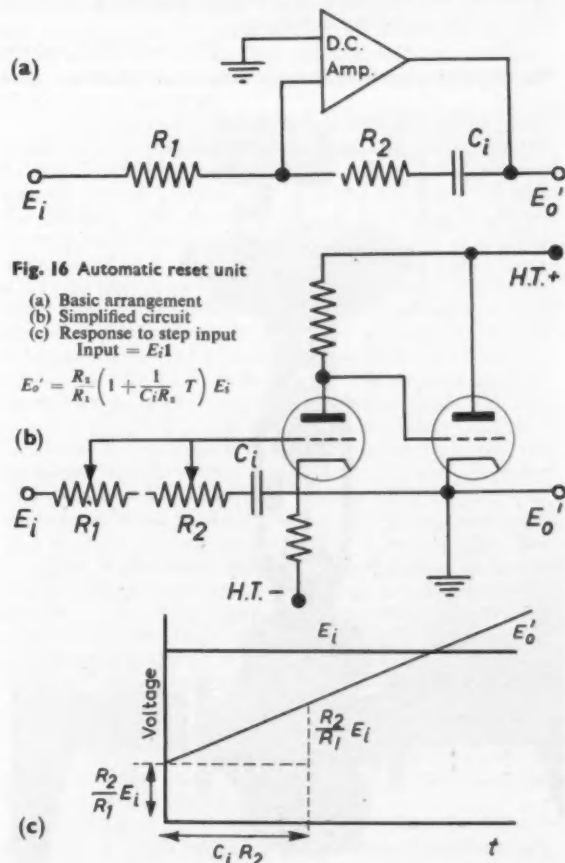 (a)
D.C.
Amp.
R1
R2
Ci
Ei
Eo'
Fig. 16 Automatic reset unit
(a) Basic arrangement
(b) Simplified circuit
(c) Response to step input
Input = Ei1
Eo' = R2/R1 (1 + 1/CiR2 T) Ei
H.T.+
(b)
Ci
Ei
R1
R2
Eo'
H.T.-
Ei
Eo'
Voltage
R2/R1 Ei
R2/R1 Ei
(c)
Ci R2
t